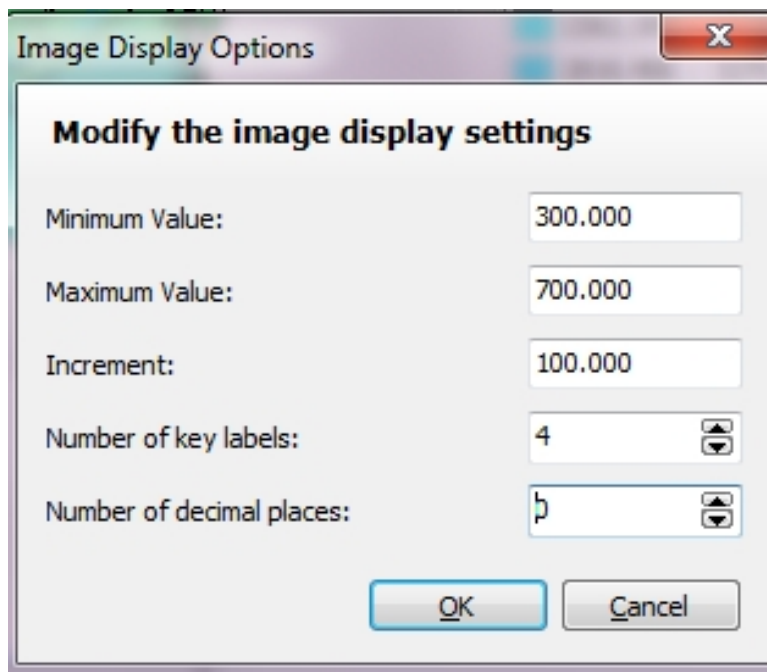 Image Display Options
Modify the image display settings
Minimum Value: 300.000
Maximum Value: 700.000
Increment: 100.000
Number of key labels: 4
Number of decimal places: 0
OK Cancel